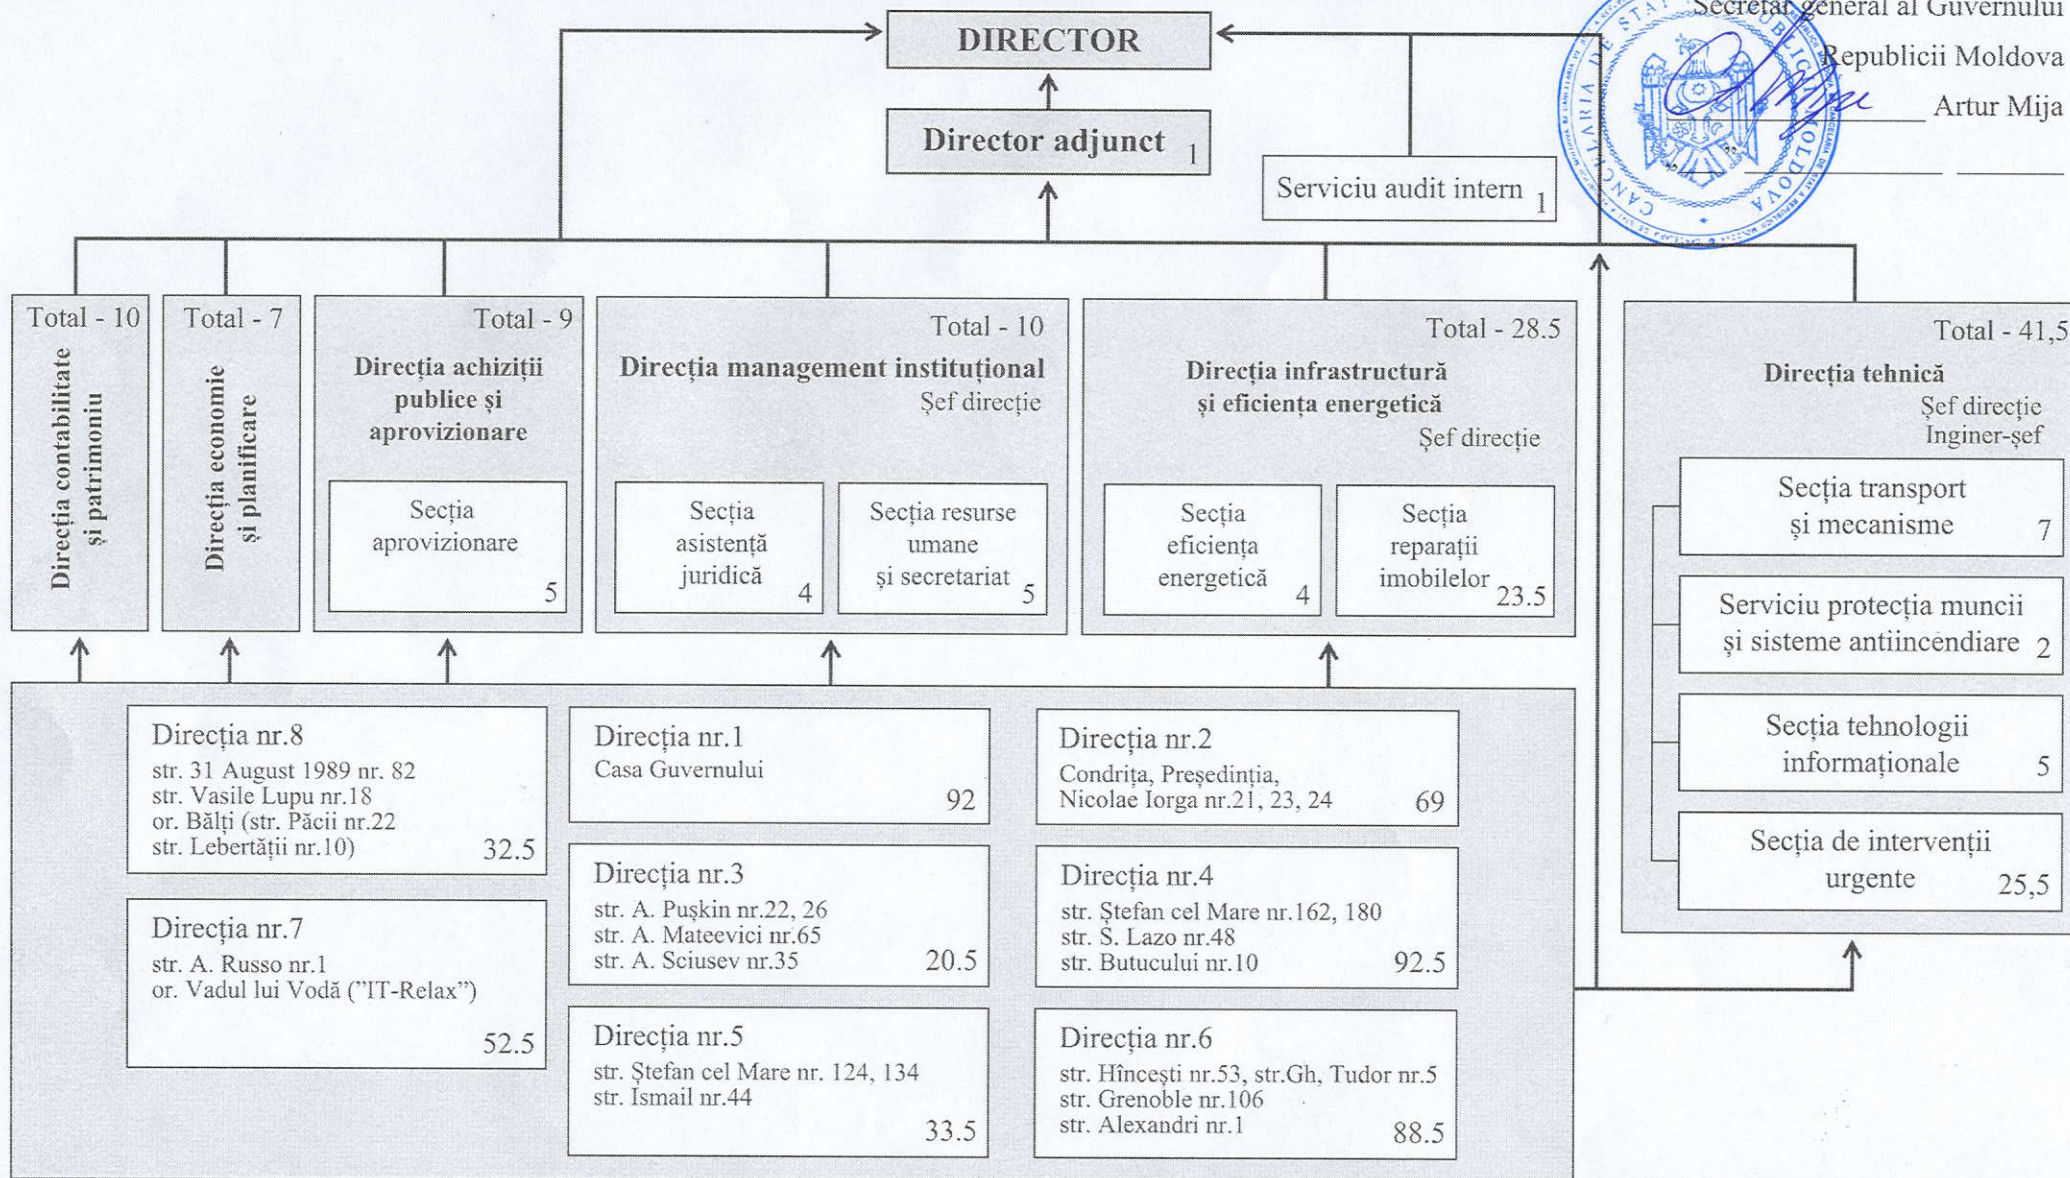 Secretar general al Guvernului
Republicii Moldova
Artur Mija
CANCELARIA DE STAT A REPUBLICII MOLDOVA
DIRECTOR
Director adjunct 1
Serviciu audit intern 1
Total - 10
Direcția contabilitate
și patrimoniu
Total - 7
Direcția economie
și planificare
Total - 9
Direcția achiziții
publice și
aprovizionare
Secția
aprovizionare
5
Total - 10
Direcția management instituțional
Șef direcție
Secția
asistență
juridică
4
Secția resurse
umane
și secretariat
5
Total - 28.5
Direcția infrastructură
și eficiența energetică
Șef direcție
Secția
eficiența
energetică
4
Secția
reparații
imobilelor
23.5
Total - 41,5
Direcția tehnică
Șef direcție
Inginer-șef
Secția transport
și mecanisme 7
Serviciu protecția muncii
și sisteme antiincendiare 2
Secția tehnologii
informaționale 5
Secția de intervenții
urgente 25,5
Direcția nr.8
str. 31 August 1989 nr. 82
str. Vasile Lupu nr.18
or. Bălți (str. Păcii nr.22
str. Lebertății nr.10) 32.5
Direcția nr.7
str. A. Russo nr.1
or. Vadul lui Vodă (”IT-Relax”)
52.5
Direcția nr.1
Casa Guvernului
92
Direcția nr.3
str. A. Pușkin nr.22, 26
str. A. Mateevici nr.65
str. A. Sciusev nr.35 20.5
Direcția nr.5
str. Ștefan cel Mare nr. 124, 134
str. Ismail nr.44
33.5
Direcția nr.2
Condrița, Președinția,
Nicolae Iorga nr.21, 23, 24 69
Direcția nr.4
str. Ștefan cel Mare nr.162, 180
str. S. Lazo nr.48
str. Butucului nr.10 92.5
Direcția nr.6
str. Hîncești nr.53, str.Gh, Tudor nr.5
str. Grenoble nr.106
str. Alexandri nr.1 88.5